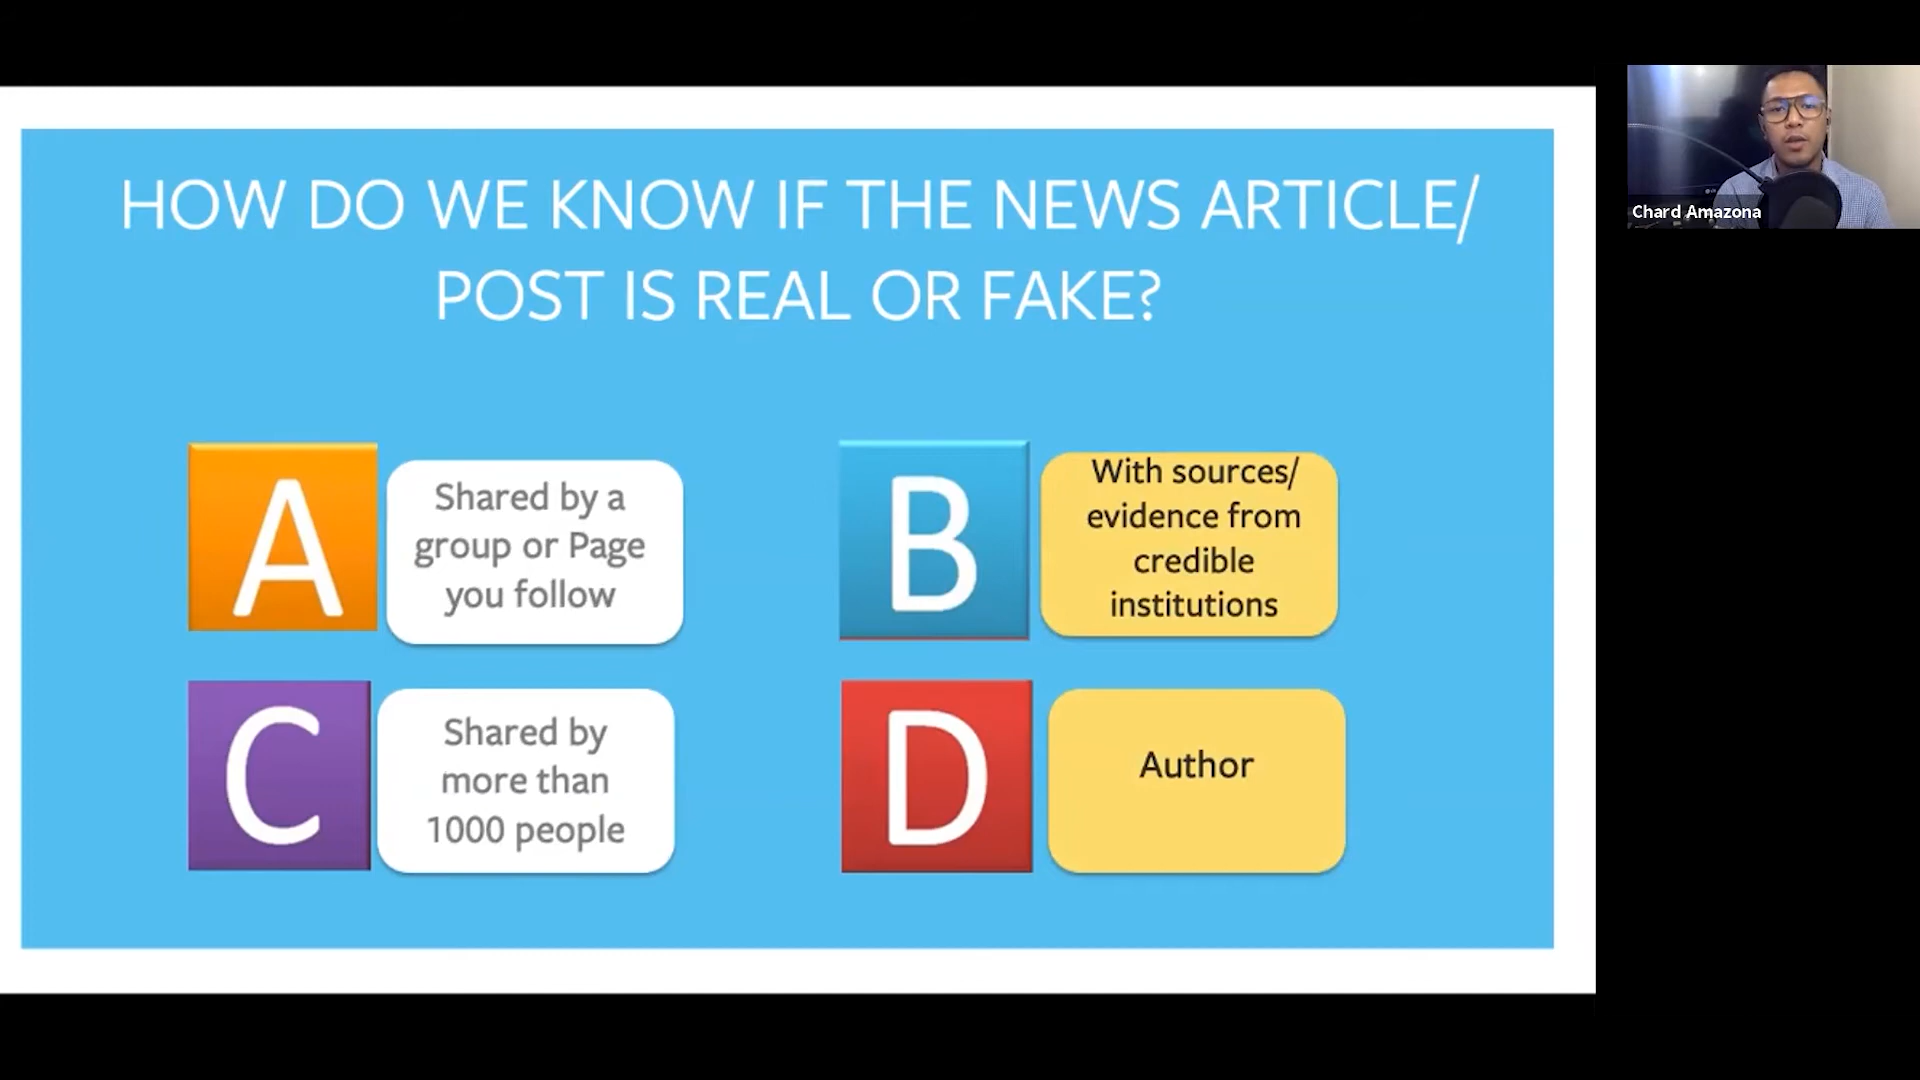 HOW DO WE KNOW IF THE NEWS ARTICLE/
POST IS REAL OR FAKE?
A
Shared by a
group or Page
you follow
B
With sources/
evidence from
credible
institutions
C
Shared by
more than
1000 people
D
Author
Chard Amazona